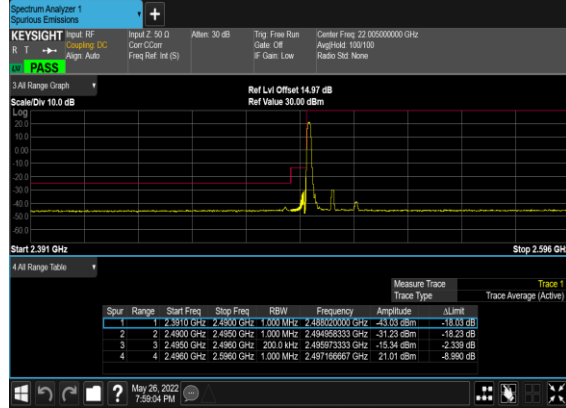 Spectrum Analyzer 1
Spurious Emissions
+
KEYSIGHT Input: RF Input Z: 50 Ω Atten: 30 dB Trig: Free Run Center Freq: 22.005000000 GHz
R T Coupling: DC Corr CCorr Gate: Off Avg|Hold: 100/100
Align: Auto Freq Ref: Int (S) IF Gain: Low Radio Std: None
PASS
3 All Range Graph
Ref Lvl Offset 14.97 dB
Scale/Div 10.0 dB Ref Value 30.00 dBm
Log
20.0
10.0
0.00
-10.0
-20.0
-30.0
-40.0
-50.0
-60.0
Start 2.391 GHz Stop 2.596 GHz
4 All Range Table
Measure Trace Trace 1
Trace Type Trace Average (Active)
Spur Range Start Freq Stop Freq RBW Frequency Amplitude ΔLimit
1 1 2.3910 GHz 2.4900 GHz 1.000 MHz 2.488020000 GHz -43.03 dBm -18.03 dB
2 2 2.4900 GHz 2.4950 GHz 1.000 MHz 2.494958333 GHz -31.23 dBm -18.23 dB
3 3 2.4950 GHz 2.4960 GHz 200.0 kHz 2.495973333 GHz -15.34 dBm -2.339 dB
4 4 2.4960 GHz 2.5960 GHz 1.000 MHz 2.497166667 GHz 21.01 dBm -8.990 dB
? May 26, 2022
7:59:04 PM